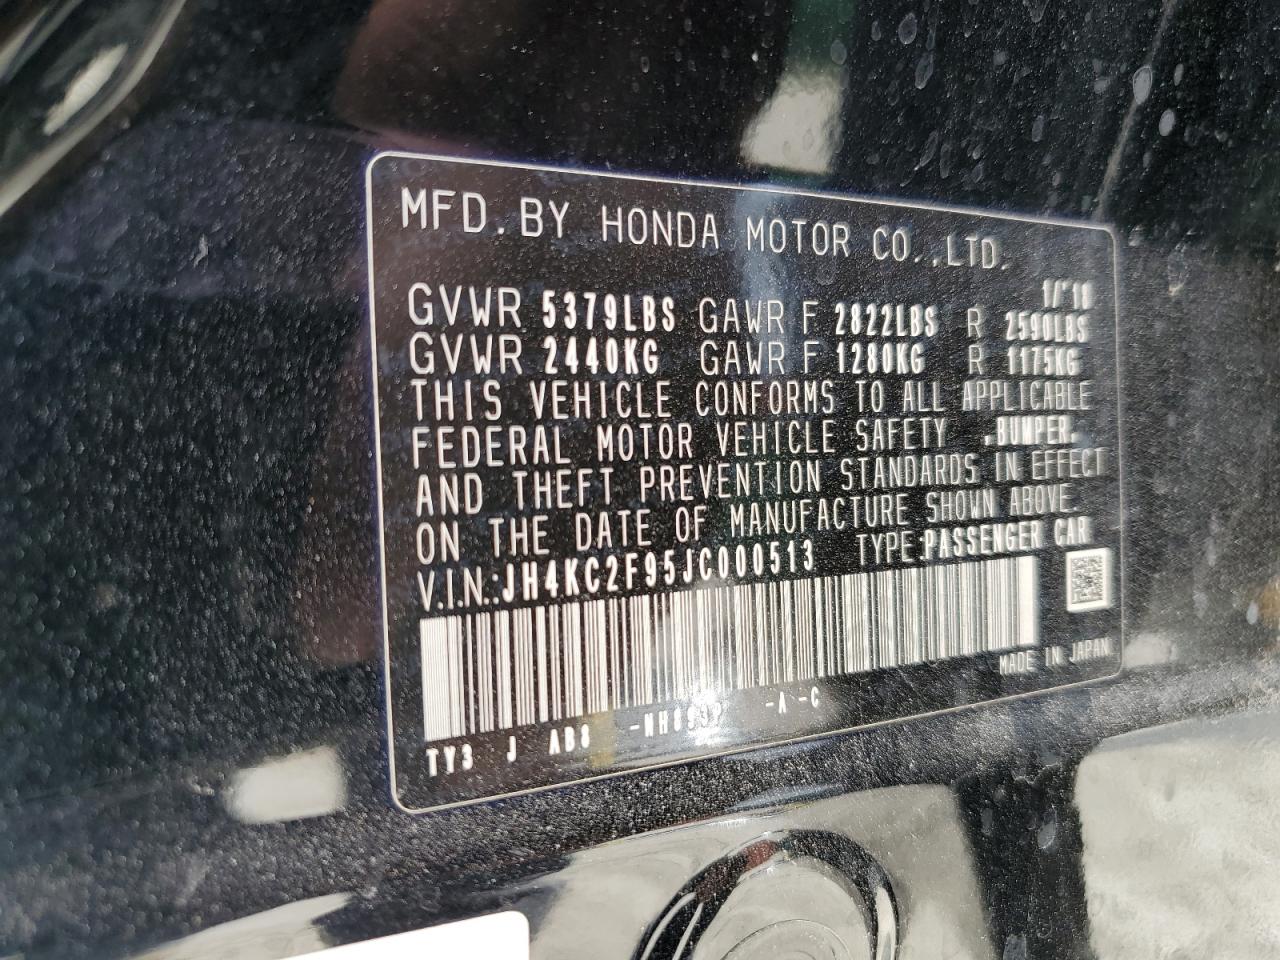 MFD. BY HONDA MOTOR CO.,LTD.
1/'18
GVWR 5379LBS GAWR F 2822LBS R 2590LBS
GVWR 2440KG GAWR F 1280KG R 1175KG
THIS VEHICLE CONFORMS TO ALL APPLICABLE
FEDERAL MOTOR VEHICLE SAFETY ,BUMPER,
AND THEFT PREVENTION STANDARDS IN EFFECT
ON THE DATE OF MANUFACTURE SHOWN ABOVE.
V.I.N.:JH4KC2F95JC000513 TYPE:PASSENGER CAR
MADE IN JAPAN
TY3 J AB8 -A -C